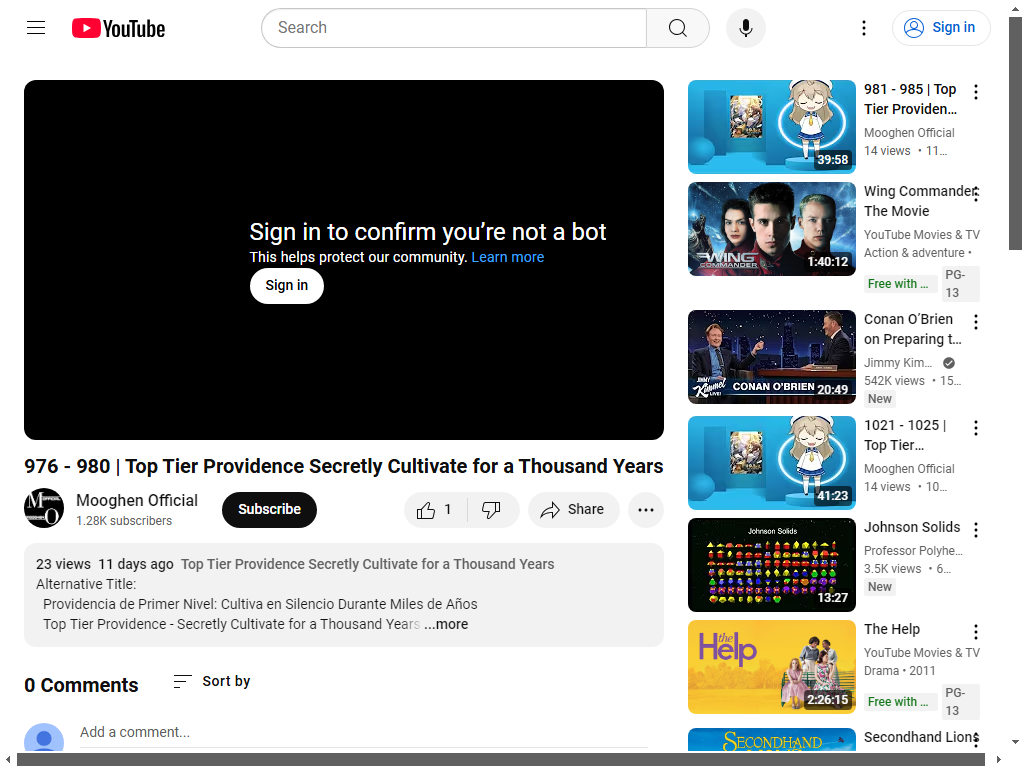 YouTube
Search
Sign in
Sign in to confirm you’re not a bot
This helps protect our community. Learn more
Sign in
976 - 980 | Top Tier Providence Secretly Cultivate for a Thousand Years
Mooghen Official
1.28K subscribers
Subscribe
1
Share
23 views 11 days ago Top Tier Providence Secretly Cultivate for a Thousand Years
Alternative Title:
Providencia de Primer Nivel: Cultiva en Silencio Durante Miles de Años
Top Tier Providence - Secretly Cultivate for a Thousand Years ...more
0 Comments
Sort by
Add a comment...
39:58
981 - 985 | Top
Tier Providen...
Mooghen Official
14 views • 11...
WING
COMMANDER
1:40:12
Wing Commander
The Movie
YouTube Movies & TV
Action & adventure •
Free with ...
PG-
13
JIMMY
Kimmel
LIVE!
CONAN O'BRIEN
20:49
Conan O’Brien
on Preparing t...
Jimmy Kim...
542K views • 15...
New
41:23
1021 - 1025 |
Top Tier...
Mooghen Official
14 views • 10...
Johnson Solids
13:27
Johnson Solids
Professor Polyhe...
3.5K views • 6...
New
the
Help
2:26:15
The Help
YouTube Movies & TV
Drama • 2011
Free with ...
PG-
13
SECONDHAND
Secondhand Lions